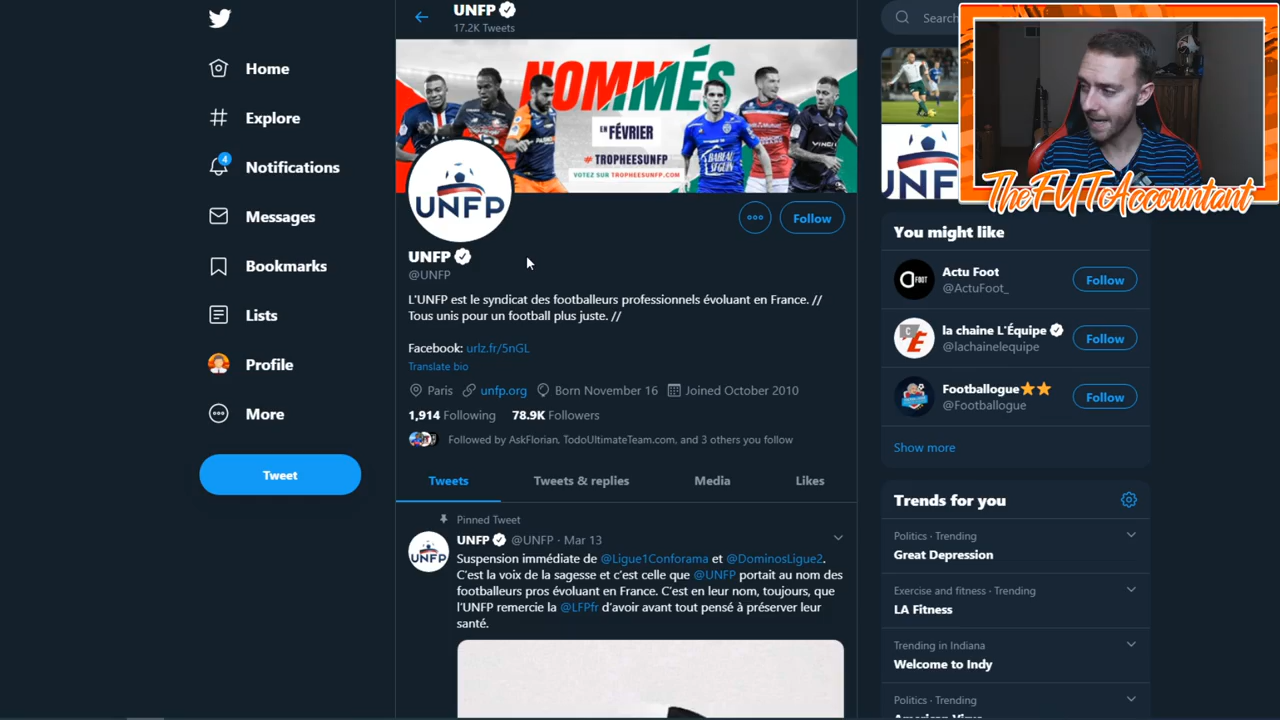 UNFP
17.2K Tweets
Search
Home
Explore
4
Notifications
Messages
Bookmarks
Lists
Profile
More
Tweet
NOMMÉS
EN FÉVRIER
# TROPHEESUNFP
VOTEZ SUR TROPHEESUNFP.COM
BABEAU
SEGUIN
UNFP
Follow
UNFP
@UNFP
L'UNFP est le syndicat des footballeurs professionnels évoluant en France. //
Tous unis pour un football plus juste. //
Facebook: urlz.fr/5nGL
Translate bio
Paris unfp.org Born November 16 Joined October 2010
1,914 Following 78.9K Followers
Followed by AskFlorian, TodoUltimateTeam.com, and 3 others you follow
Tweets Tweets & replies Media Likes
Pinned Tweet
UNFP @UNFP · Mar 13
Suspension immédiate de @Ligue1Conforama et @DominosLigue2.
C'est la voix de la sagesse et c'est celle que @UNFP portait au nom des
footballeurs pros évoluant en France. C'est en leur nom, toujours, que
l'UNFP remercie la @LFPfr d'avoir avant tout pensé à préserver leur
santé.
TheFUTAccountant
UNF
You might like
Actu Foot
@ActuFoot_
Follow
la chaine L'Équipe
@lachainelequipe
Follow
Footballogue
@Footballogue
Follow
Show more
Trends for you
Politics · Trending
Great Depression
Exercise and fitness · Trending
LA Fitness
Trending in Indiana
Welcome to Indy
Politics · Trending